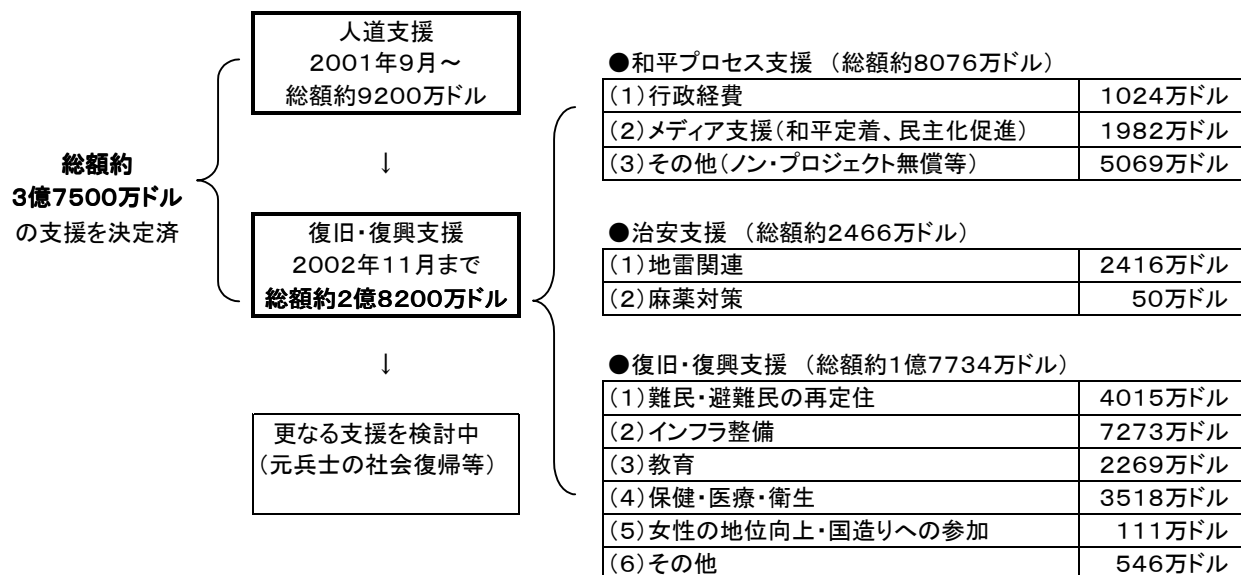 人道支援
2001年9月～
総額約9200万ドル
総額約
3億7500万ドル
の支援を決定済
↓
復旧・復興支援
2002年11月まで
総額約2億8200万ドル
↓
更なる支援を検討中
(元兵士の社会復帰等)
●和平プロセス支援 (総額約8076万ドル)
(1)行政経費 1024万ドル
(2)メディア支援(和平定着、民主化促進) 1982万ドル
(3)その他(ノン・プロジェクト無償等) 5069万ドル
●治安支援 (総額約2466万ドル)
(1)地雷関連 2416万ドル
(2)麻薬対策 50万ドル
●復旧・復興支援 (総額約1億7734万ドル)
(1)難民・避難民の再定住 4015万ドル
(2)インフラ整備 7273万ドル
(3)教育 2269万ドル
(4)保健・医療・衛生 3518万ドル
(5)女性の地位向上・国造りへの参加 111万ドル
(6)その他 546万ドル